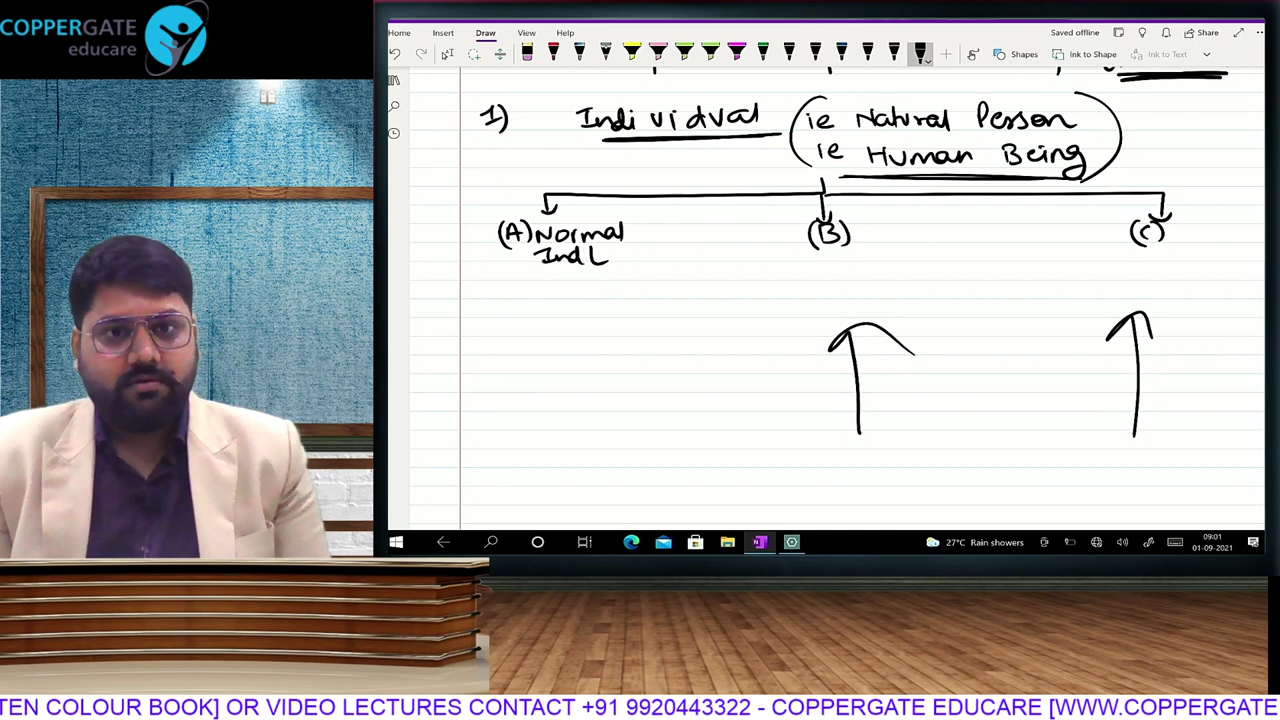 COPPERGATE
educare
Home Insert Draw View Help Saved offline Share
Shapes Ink to Shape Ink to Text
1) Individual (ie Natural Person
ie Human Being)
(A) Normal (B) (C)
Indl
27°C Rain showers 09:01
01-09-2021
TEN COLOUR BOOK] OR VIDEO LECTURES CONTACT +91 9920443322 - COPPERGATE EDUCARE [WWW.COPPERGATE